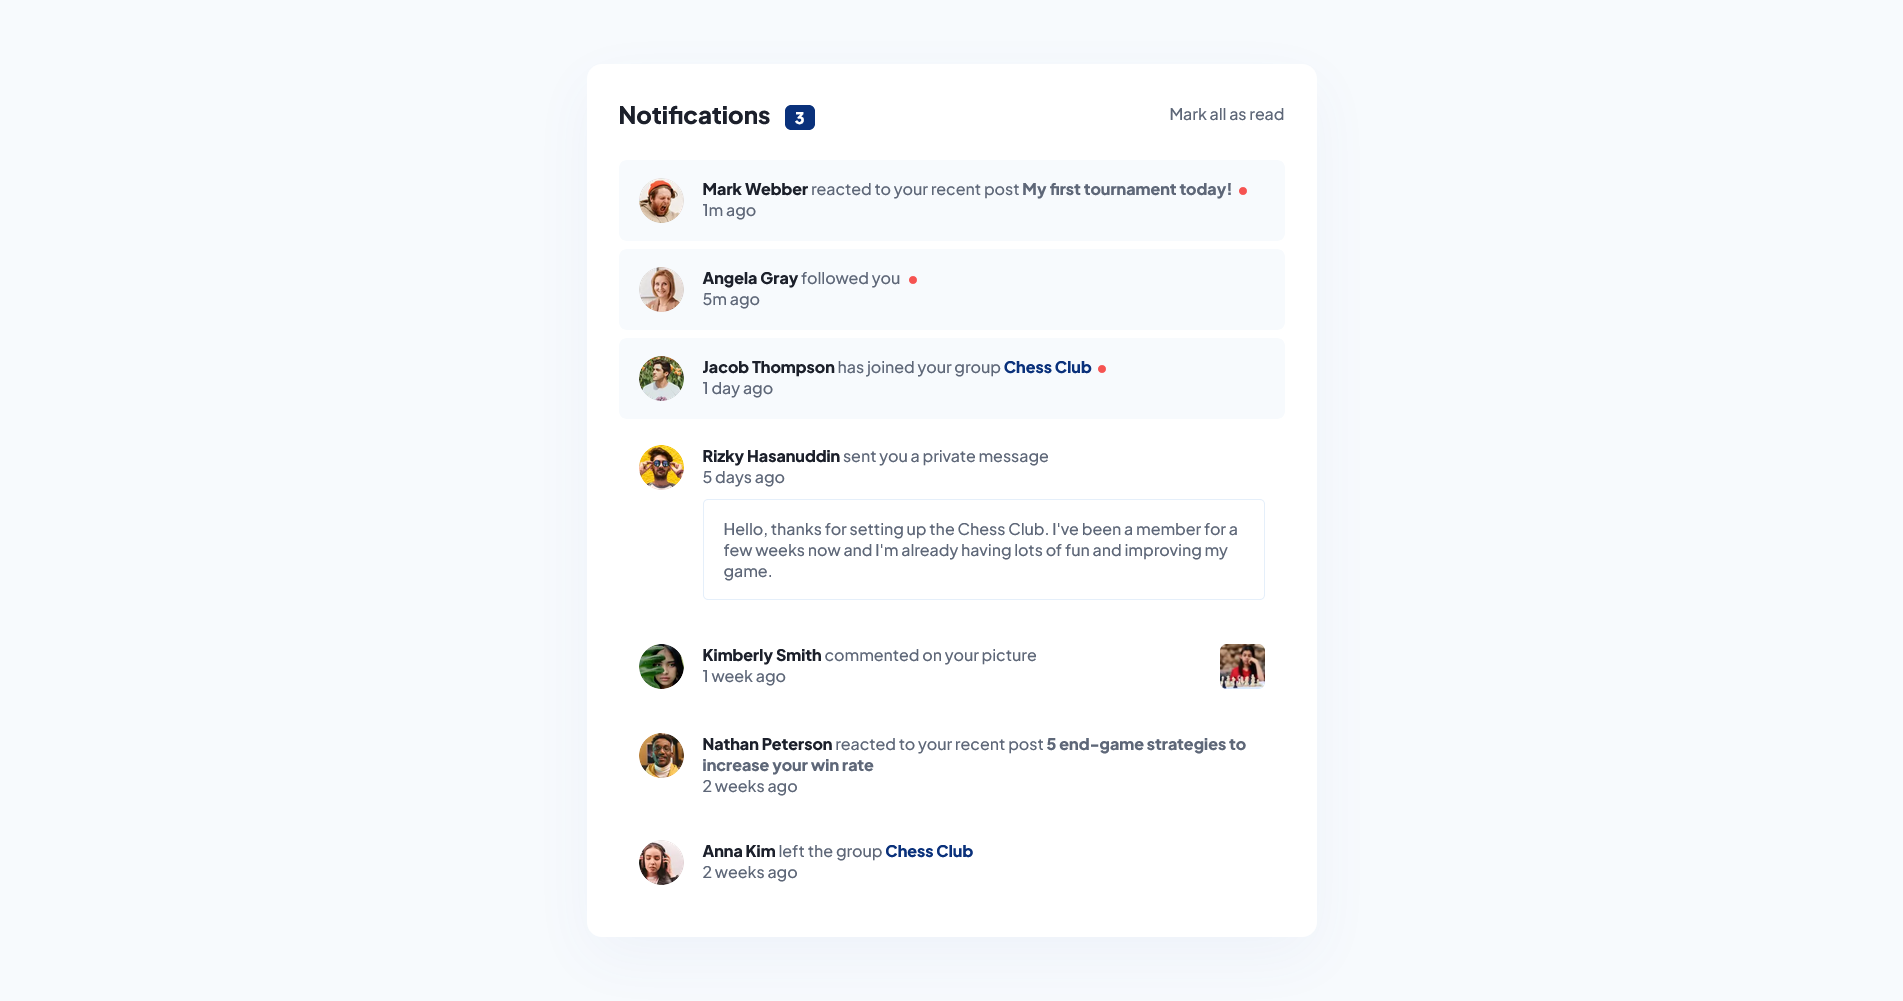 Notifications 3
Mark all as read
Mark Webber reacted to your recent post My first tournament today!
1m ago
Angela Gray followed you
5m ago
Jacob Thompson has joined your group Chess Club
1 day ago
Rizky Hasanuddin sent you a private message
5 days ago
Hello, thanks for setting up the Chess Club. I've been a member for a
few weeks now and I'm already having lots of fun and improving my
game.
Kimberly Smith commented on your picture
1 week ago
Nathan Peterson reacted to your recent post 5 end-game strategies to
increase your win rate
2 weeks ago
Anna Kim left the group Chess Club
2 weeks ago